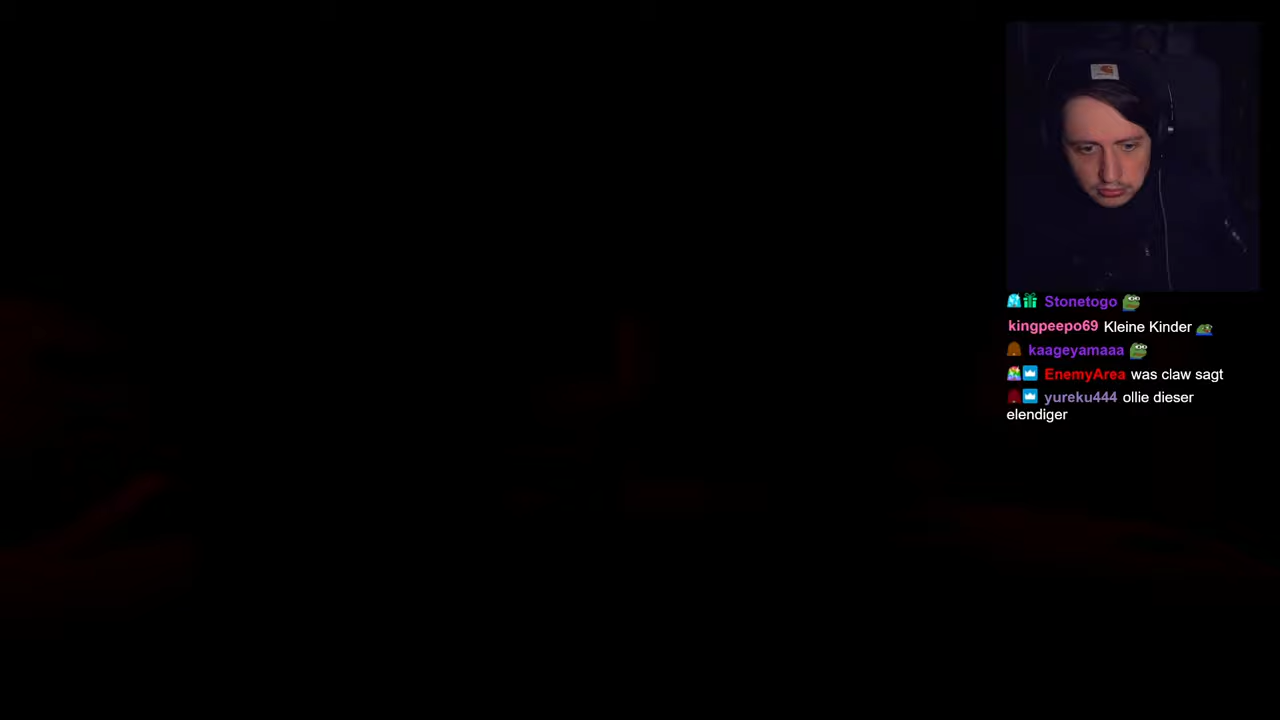 Stonetogo
kingpeepo69 Kleine Kinder
kaageyamaaa
EnemyArea was claw sagt
yureku444 ollie dieser
elendiger